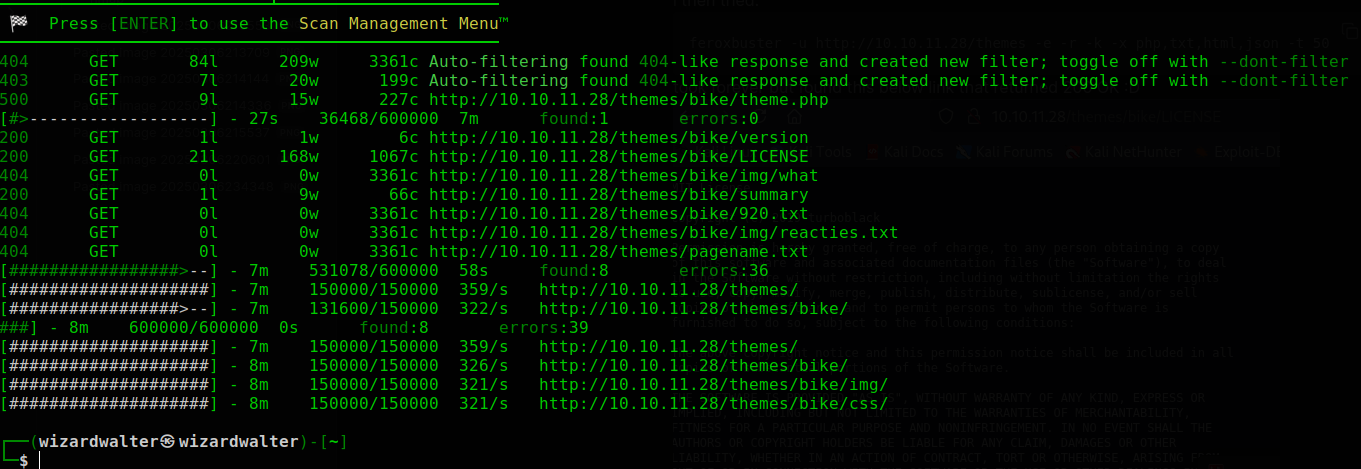 🏁  Press [ENTER] to use the Scan Management Menu™
404      GET       84l      209w     3361c Auto-filtering found 404-like response and created new filter; toggle off with --dont-filter
403      GET        7l       20w      199c Auto-filtering found 404-like response and created new filter; toggle off with --dont-filter
500      GET        9l       15w      227c http://10.10.11.28/themes/bike/theme.php
[#>------------------] - 27s    36468/600000  7m      found:1       errors:0
200      GET        1l        1w        6c http://10.10.11.28/themes/bike/version
200      GET       21l      168w     1067c http://10.10.11.28/themes/bike/LICENSE
404      GET        0l        0w     3361c http://10.10.11.28/themes/bike/img/what
200      GET        1l        9w       66c http://10.10.11.28/themes/bike/summary
404      GET        0l        0w     3361c http://10.10.11.28/themes/bike/920.txt
404      GET        0l        0w     3361c http://10.10.11.28/themes/bike/img/reacties.txt
404      GET        0l        0w     3361c http://10.10.11.28/themes/pagename.txt
[#################>--] - 7m    531078/600000  58s     found:8       errors:36
[####################] - 7m    150000/150000  359/s   http://10.10.11.28/themes/
[#################>--] - 7m    131600/150000  322/s   http://10.10.11.28/themes/bike/
###] - 8m    600000/600000  0s      found:8       errors:39
[####################] - 7m    150000/150000  359/s   http://10.10.11.28/themes/
[####################] - 8m    150000/150000  326/s   http://10.10.11.28/themes/bike/
[####################] - 8m    150000/150000  321/s   http://10.10.11.28/themes/bike/img/
[####################] - 8m    150000/150000  321/s   http://10.10.11.28/themes/bike/css/
┌──(wizardwalter㉿wizardwalter)-[~]
└─$